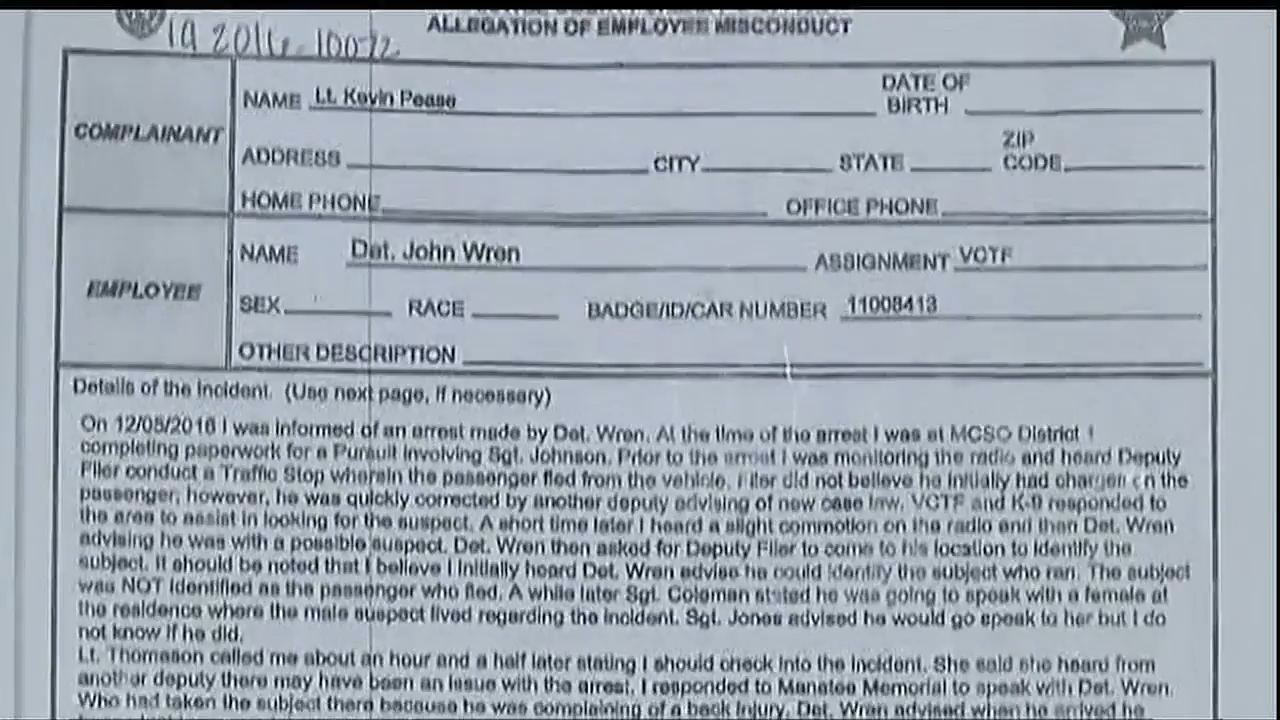 ALLEGATION OF EMPLOYEE MISCONDUCT
COMPLAINANT
NAME Lt. Kevin Pease
DATE OF BIRTH
ADDRESS CITY STATE ZIP CODE
HOME PHONE OFFICE PHONE
EMPLOYEE
NAME Det. John Wren ASSIGNMENT VCTF
SEX RACE BADGE/ID/CAR NUMBER 11008413
OTHER DESCRIPTION
Details of the Incident. (Use next page, if necessary)
On 12/05/2016 I was informed of an arrest made by Det. Wren. At the time of the arrest I was at MCSO District 1
completing paperwork for a Pursuit involving Sgt. Johnson. Prior to the arrest I was monitoring the radio and heard Deputy
Filer conduct a Traffic Stop wherein the passenger fled from the vehicle. Filer did not believe he initially had charges on the
passenger, however, he was quickly corrected by another deputy advising of new case law. VCTF and K-9 responded to
the area to assist in looking for the suspect. A short time later I heard a slight commotion on the radio and then Det. Wren
advising he was with a possible suspect. Det. Wren then asked for Deputy Filer to come to his location to identify the
subject. It should be noted that I believe I initially heard Det. Wren advise he could identify the subject who ran. The subject
was NOT identified as the passenger who fled. A while later Sgt. Coleman stated he was going to speak with a female at
the residence where the male suspect lived regarding the incident. Sgt. Jones advised he would go speak to her but I do
not know if he did.
Lt. Thomason called me about an hour and a half later stating I should check into the incident. She said she heard from
another deputy there may have been an issue with the arrest. I responded to Manatee Memorial to speak with Det. Wren.
Who had taken the subject there because he was complaining of a back injury. Det. Wren advised when he arrived he